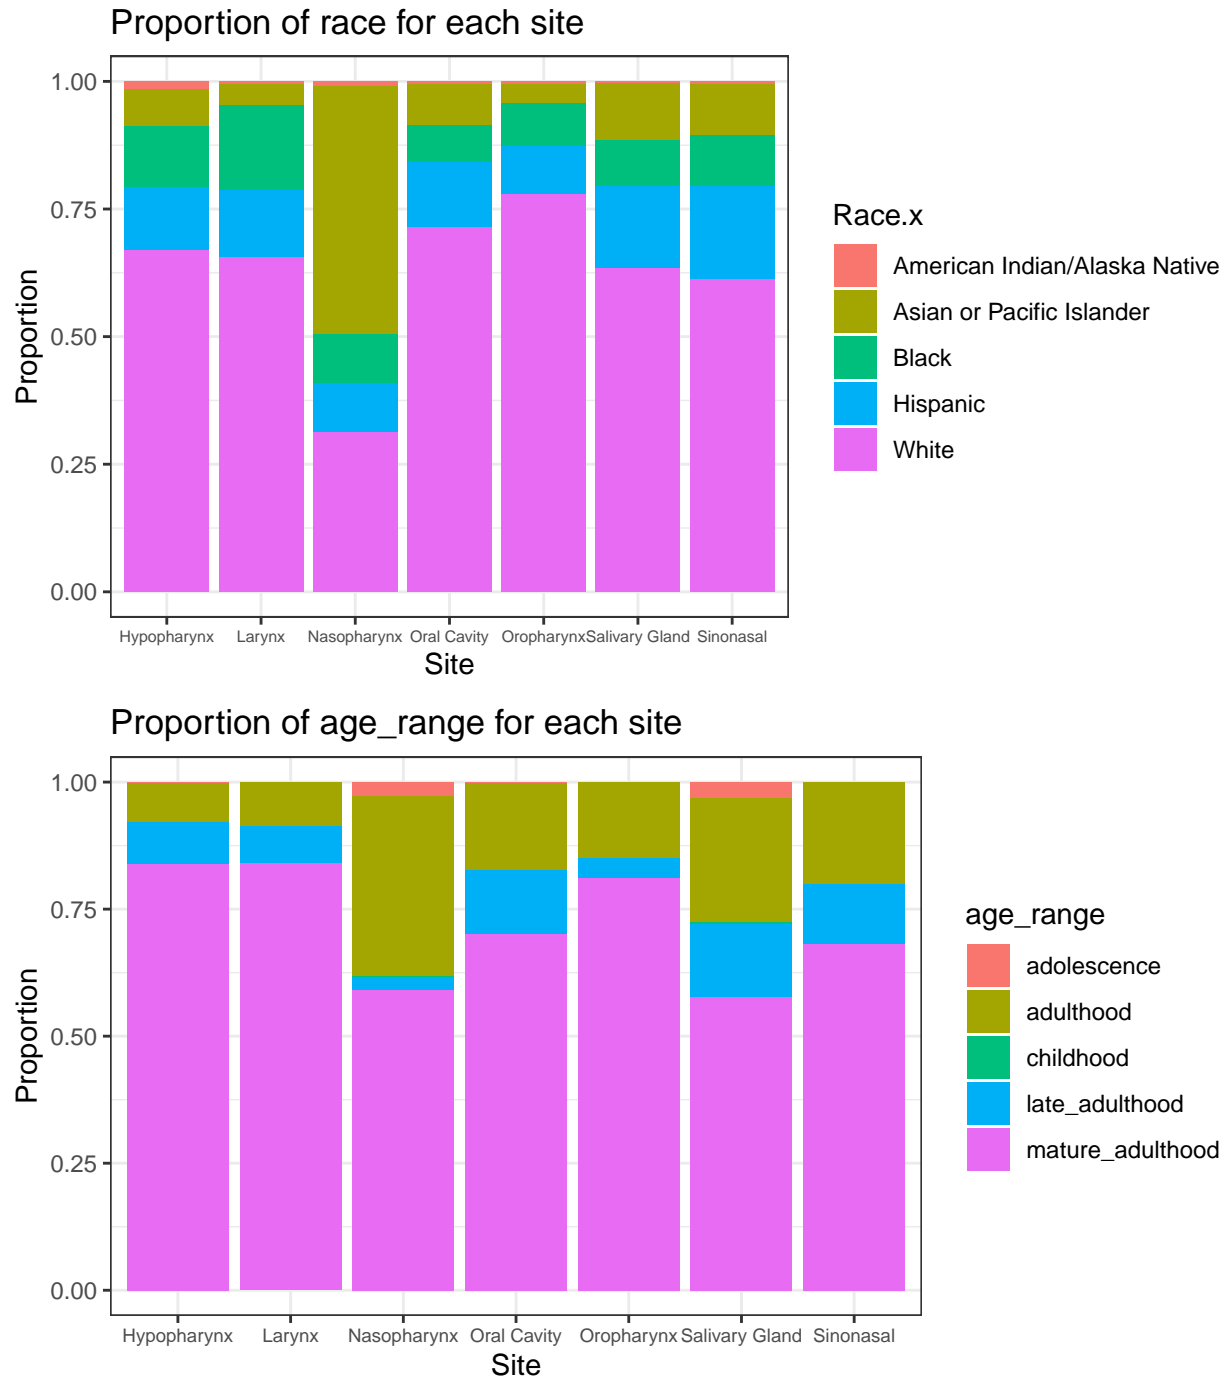 Proportion of race for each site
1.00
0.75
0.50
0.25
0.00
Proportion
Hypopharynx Larynx Nasopharynx Oral Cavity Oropharynx Salivary Gland Sinonasal
Site
Race.x
American Indian/Alaska Native
Asian or Pacific Islander
Black
Hispanic
White
Proportion of age_range for each site
1.00
0.75
0.50
0.25
0.00
Proportion
Hypopharynx Larynx Nasopharynx Oral Cavity Oropharynx Salivary Gland Sinonasal
Site
age_range
adolescence
adulthood
childhood
late_adulthood
mature_adulthood